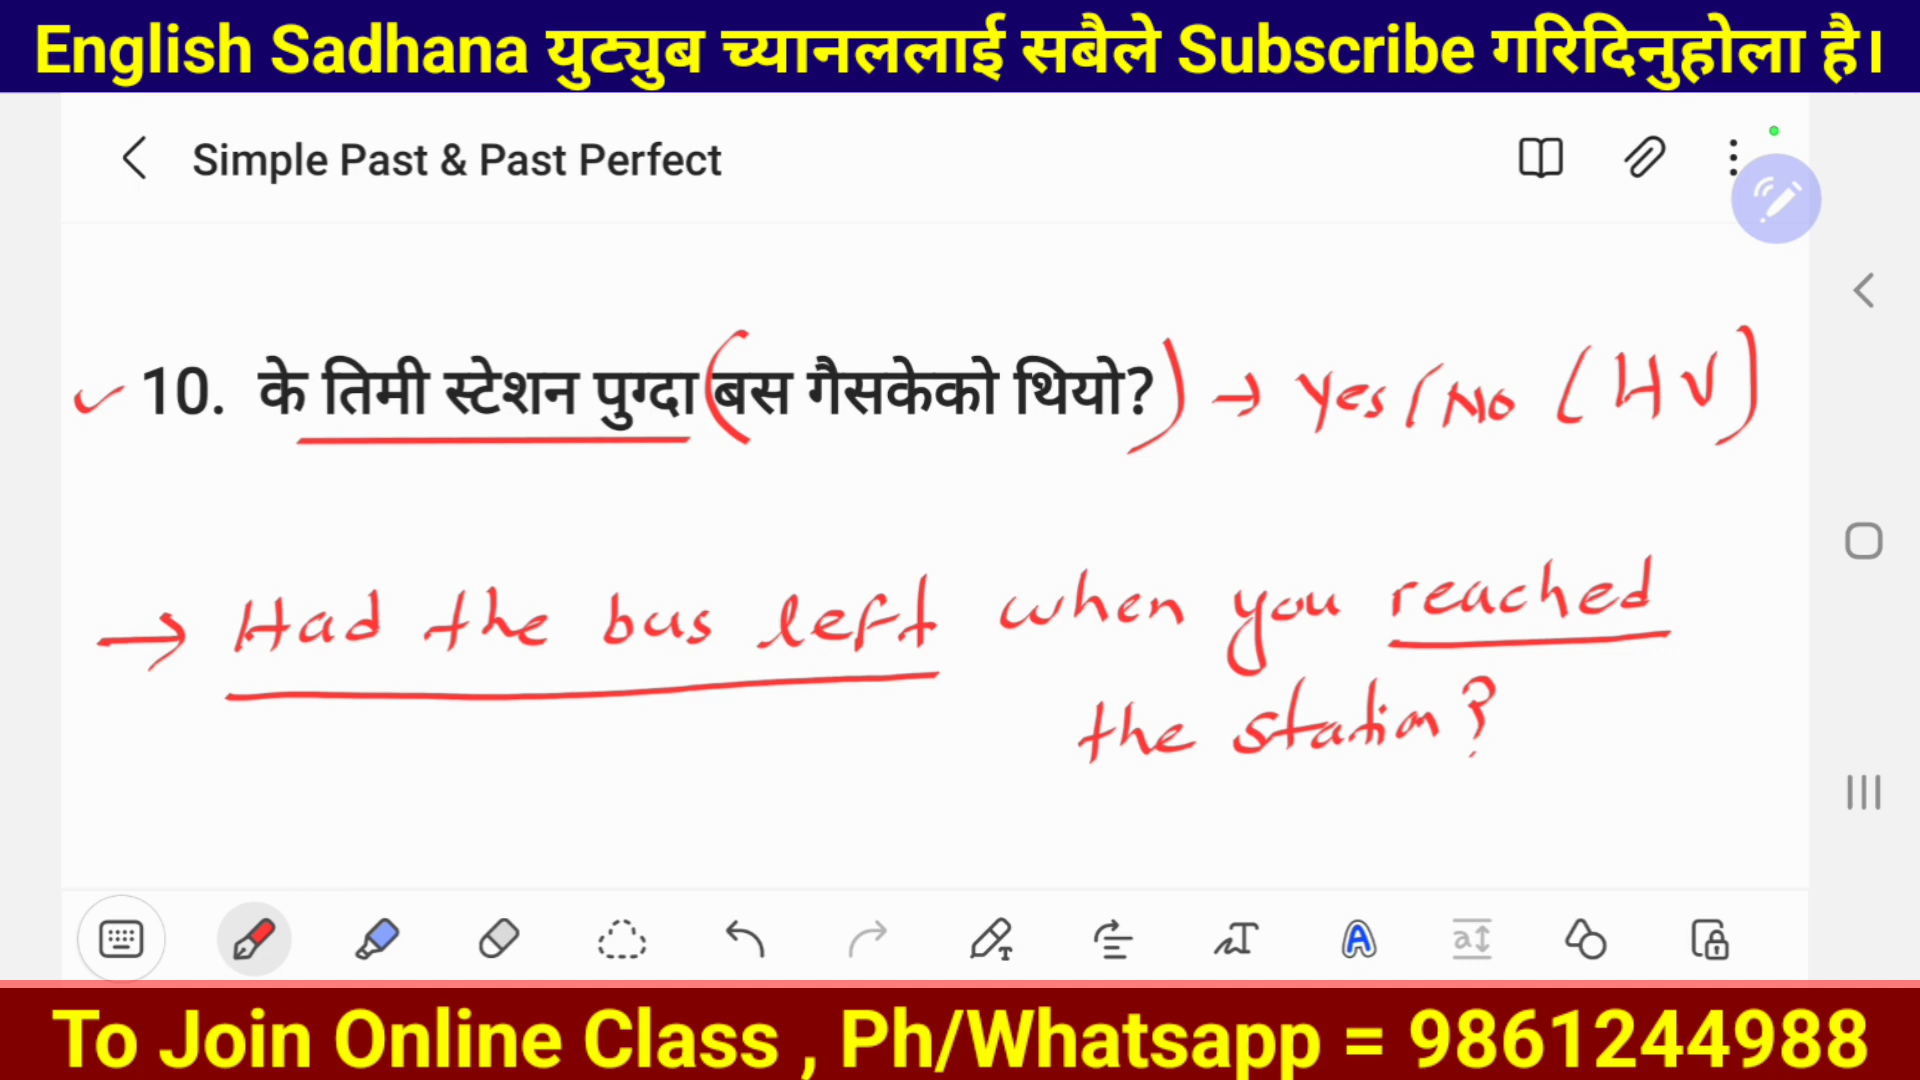 English Sadhana युट्युब च्यानललाई सबैले Subscribe गरिदिनुहोला है।
Simple Past & Past Perfect
10. के तिमी स्टेशन पुग्दा (बस गैसकेको थियो?) → Yes/No (HV)
→ Had the bus left when you reached
the station?
To Join Online Class , Ph/Whatsapp = 9861244988